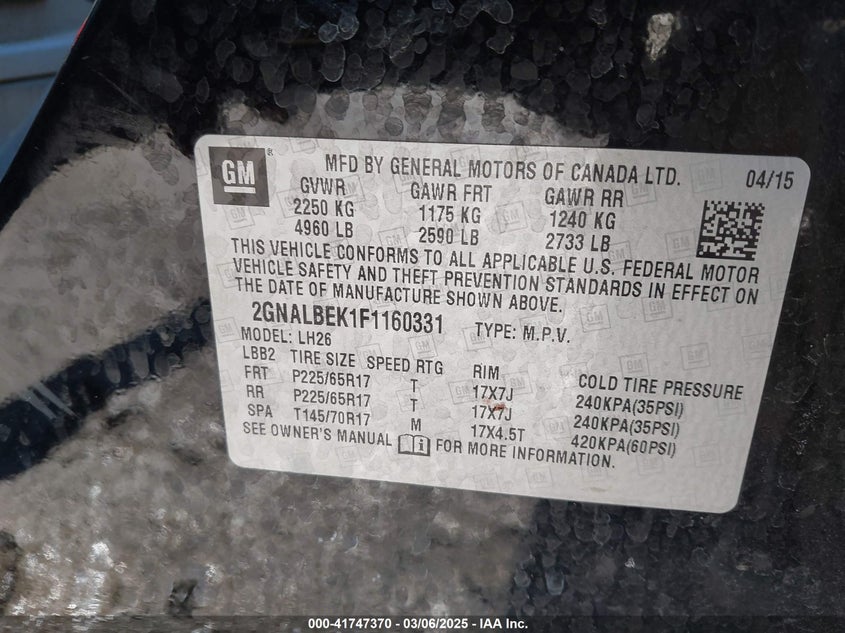 GM
MFD BY GENERAL MOTORS OF CANADA LTD. 04/15
GVWR GAWR FRT GAWR RR
2250 KG 1175 KG 1240 KG
4960 LB 2590 LB 2733 LB
THIS VEHICLE CONFORMS TO ALL APPLICABLE U.S. FEDERAL MOTOR
VEHICLE SAFETY AND THEFT PREVENTION STANDARDS IN EFFECT ON
THE DATE OF MANUFACTURE SHOWN ABOVE.
2GNALBEK1F1160331 TYPE: M.P.V.
MODEL: LH26
LBB2 TIRE SIZE SPEED RTG RIM COLD TIRE PRESSURE
FRT P225/65R17 T 17X7J 240KPA(35PSI)
RR P225/65R17 T 17X7J 240KPA(35PSI)
SPA T145/70R17 M 17X4.5T 420KPA(60PSI)
SEE OWNER'S MANUAL FOR MORE INFORMATION.
000-41747370 - 03/06/2025 - IAA Inc.